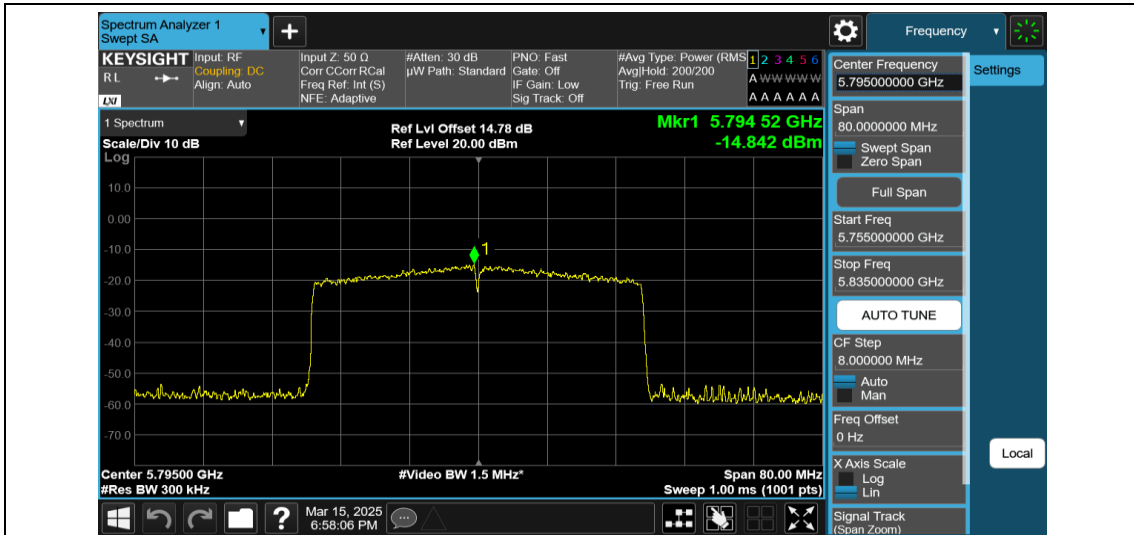 Spectrum Analyzer 1
Swept SA
Frequency
KEYSIGHT
R L
LXI
Input: RF
Coupling: DC
Align: Auto
Input Z: 50 Ω
Corr CCorr RCal
Freq Ref: Int (S)
NFE: Adaptive
#Atten: 30 dB
µW Path: Standard
PNO: Fast
Gate: Off
IF Gain: Low
Sig Track: Off
#Avg Type: Power (RMS
Avg|Hold: 200/200
Trig: Free Run
1 2 3 4 5 6
A W W W W W
A A A A A A
1 Spectrum
Scale/Div 10 dB
Ref Lvl Offset 14.78 dB
Ref Level 20.00 dBm
Mkr1 5.794 52 GHz
-14.842 dBm
Log
10.0
0.00
-10.0
-20.0
-30.0
-40.0
-50.0
-60.0
-70.0
1
Center 5.79500 GHz
#Res BW 300 kHz
#Video BW 1.5 MHz*
Span 80.00 MHz
Sweep 1.00 ms (1001 pts)
Mar 15, 2025
6:58:06 PM
?
Center Frequency
5.795000000 GHz
Span
80.0000000 MHz
Swept Span
Zero Span
Full Span
Start Freq
5.755000000 GHz
Stop Freq
5.835000000 GHz
AUTO TUNE
CF Step
8.000000 MHz
Auto
Man
Freq Offset
0 Hz
X Axis Scale
Log
Lin
Signal Track
(Span Zoom)
Settings
Local